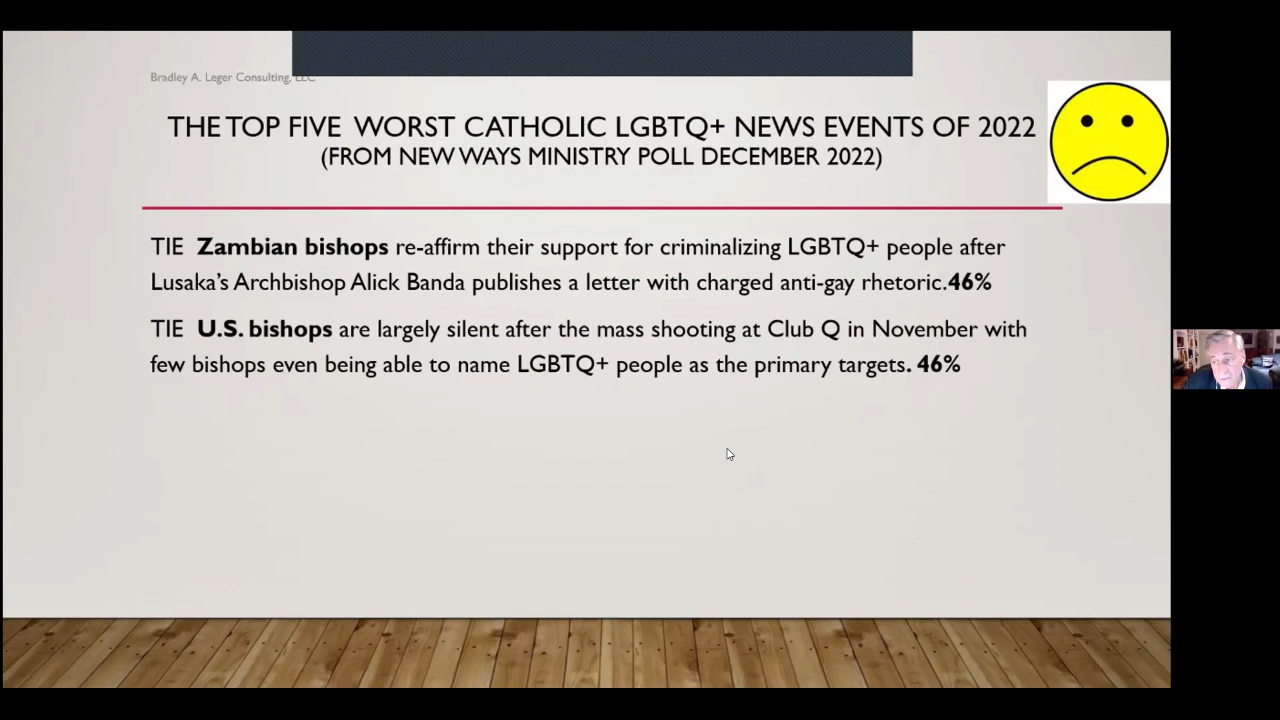 Bradley A. Leger Consulting, LLC
THE TOP FIVE WORST CATHOLIC LGBTQ+ NEWS EVENTS OF 2022
(FROM NEW WAYS MINISTRY POLL DECEMBER 2022)
TIE Zambian bishops re-affirm their support for criminalizing LGBTQ+ people after
Lusaka's Archbishop Alick Banda publishes a letter with charged anti-gay rhetoric.46%
TIE U.S. bishops are largely silent after the mass shooting at Club Q in November with
few bishops even being able to name LGBTQ+ people as the primary targets. 46%